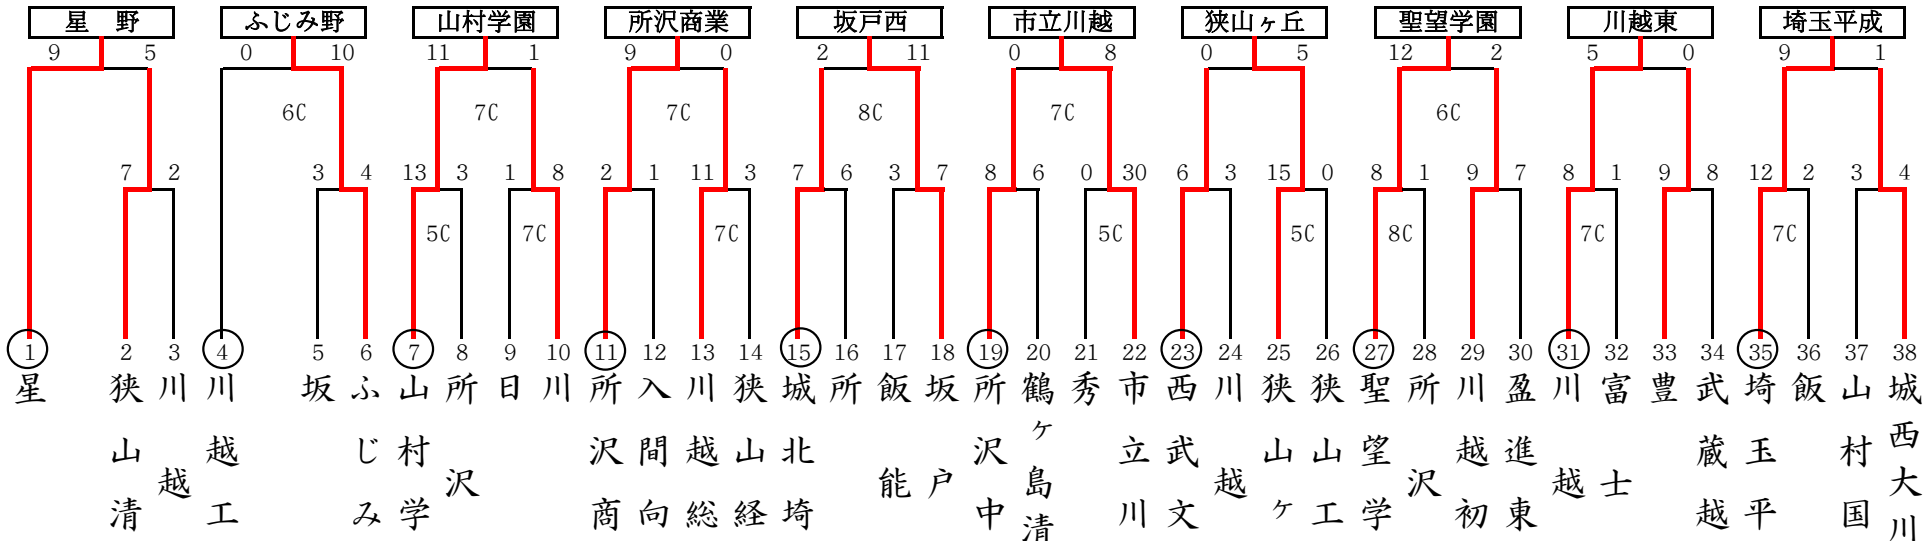 星 野 ふじみ野 山村学園 所沢商業 坂戸西 市立川越 狭山ヶ丘 聖望学園 川越東 埼玉平成
9 5 0 10 11 1 9 0 2 11 0 8 0 5 12 2 5 0 9 1
6C 7C 7C 8C 7C 6C
7 2 3 4 13 3 1 8 2 1 11 3 7 6 3 7 8 6 0 30 6 3 15 0 8 1 9 7 8 1 9 8 12 2 3 4
5C 7C 7C 5C 5C 8C 7C 7C
1 2 3 4 5 6 7 8 9 10 11 12 13 14 15 16 17 18 19 20 21 22 23 24 25 26 27 28 29 30 31 32 33 34 35 36 37 38
星
狭山清
川越
川越工
坂
ふじみ
山村学
所沢
日
川
所沢商
入間向
川越総
狭山経
城北埼
所
飯能
坂戸
所沢中
鶴ヶ島清
秀
市立川
西武文
川越
狭山ケ
狭山工
聖望学
所沢
川越初
盈進東
川越
富士
豊
武蔵越
埼玉平
飯
山村国
城西大川